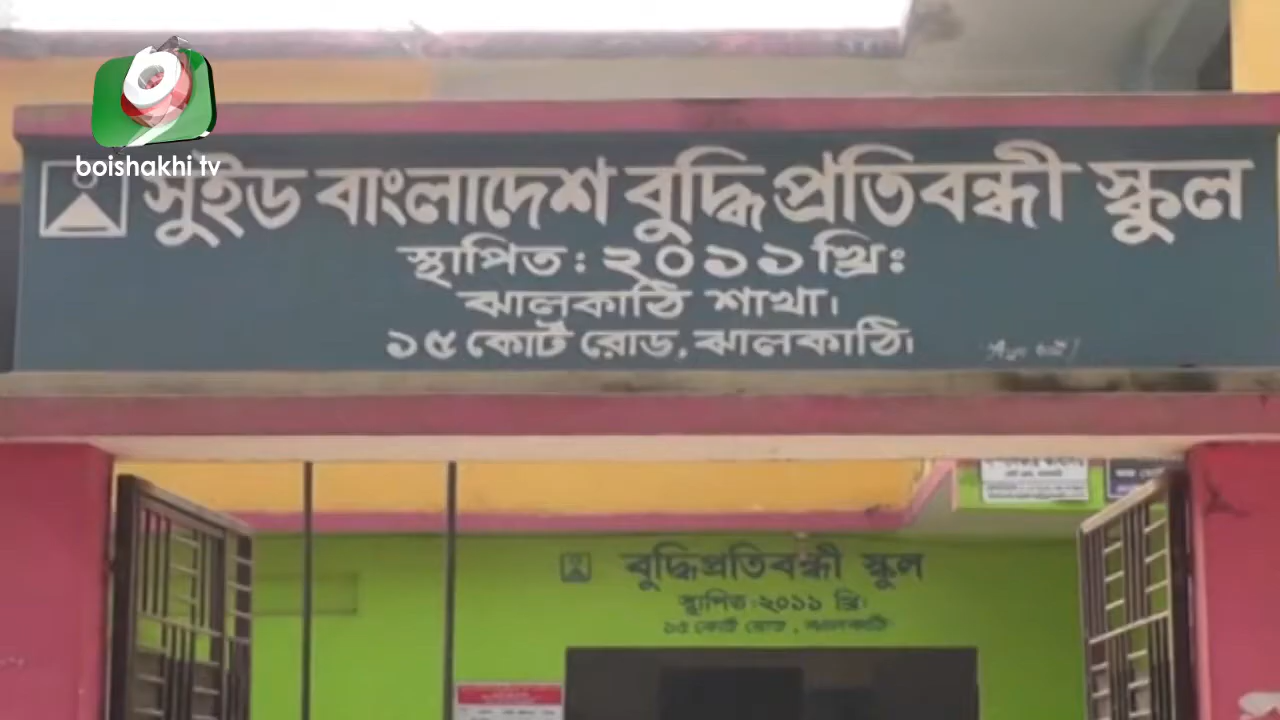 boishakhi tv
সুইড বাংলাদেশ বুদ্ধিপ্রতিবন্ধী স্কুল
স্থাপিত: ২০১১ খ্রিঃ
ঝালকাঠি শাখা।
১৫ কোর্ট রোড, ঝালকাঠি।
বুদ্ধিপ্রতিবন্ধী স্কুল
স্থাপিত:২০১১ খ্রি:
১৫ কোর্ট রোড, ঝালকাঠি